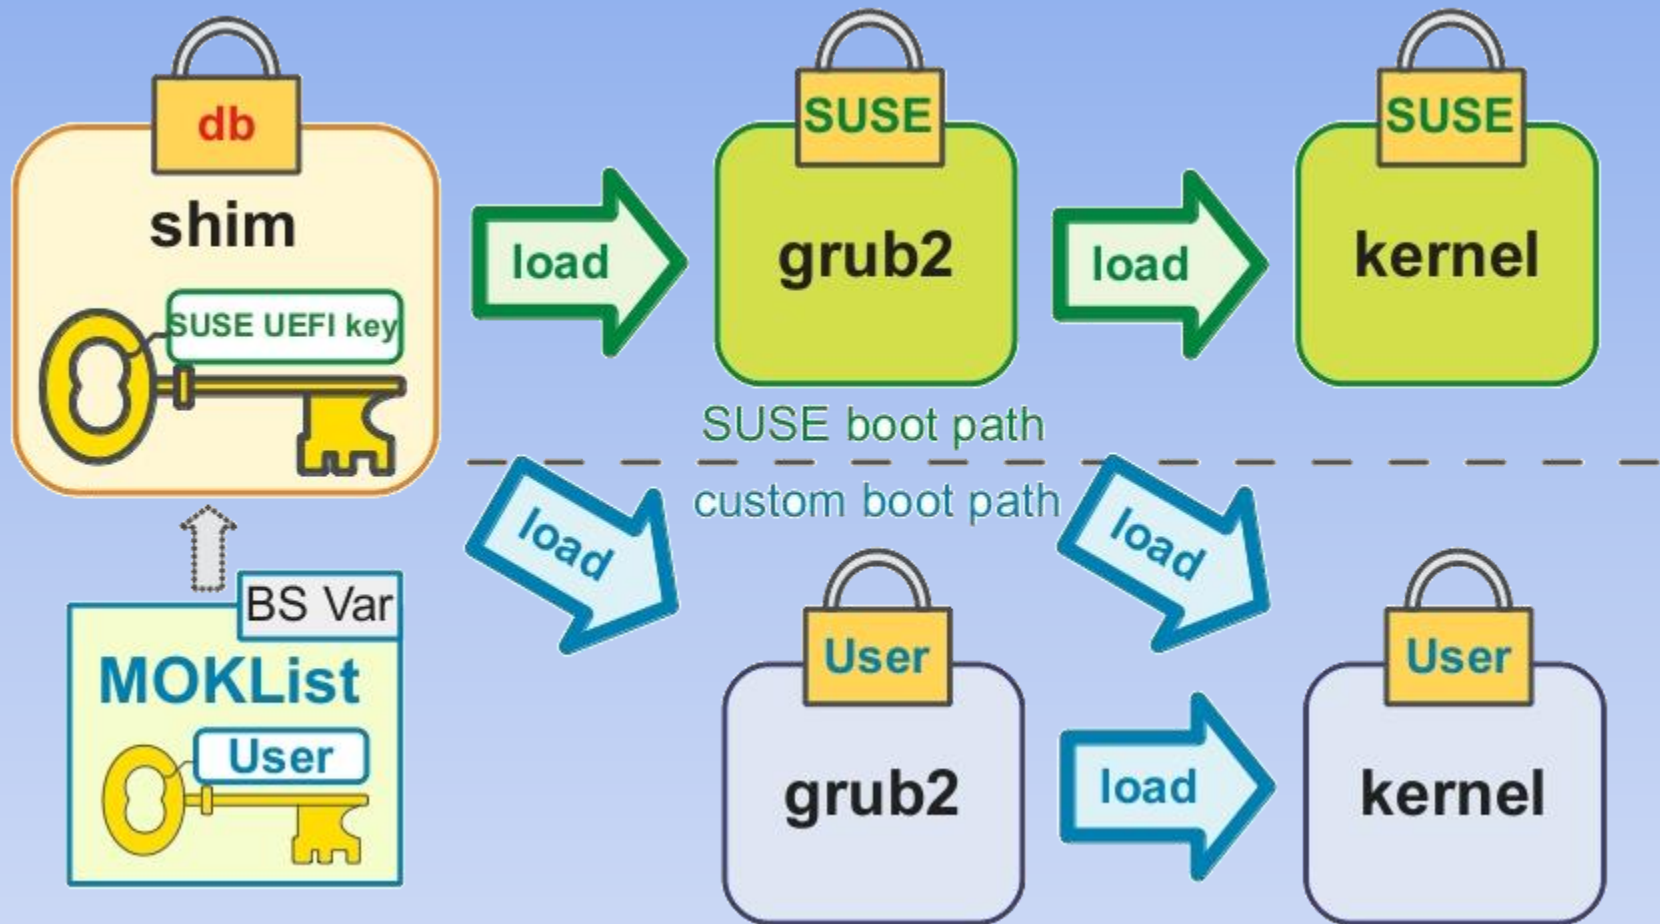 db
shim
SUSE UEFI key
load
SUSE
grub2
load
SUSE
kernel
SUSE boot path
custom boot path
BS Var
MOKList
User
load
User
grub2
load
load
User
kernel